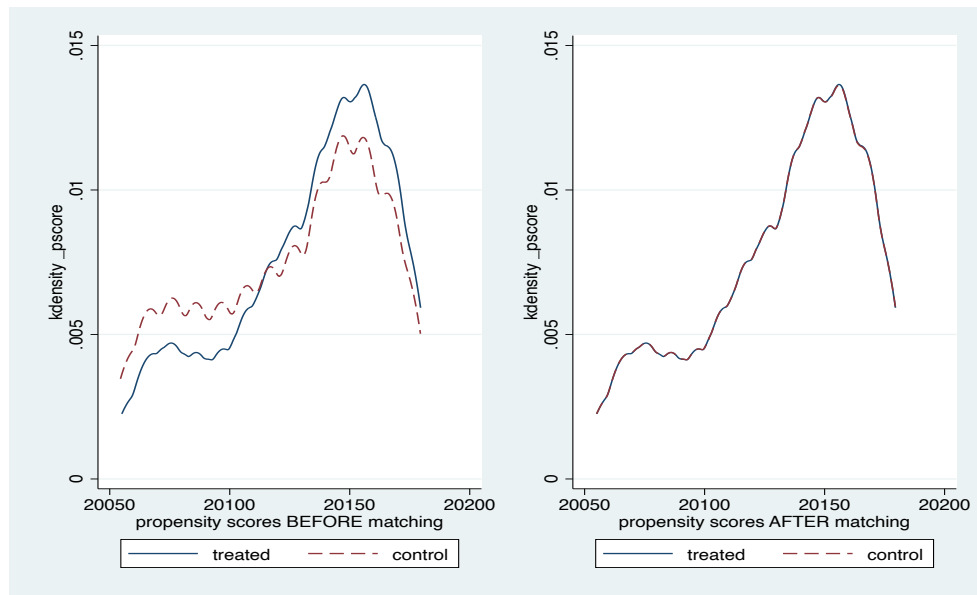 kdensity _pscore
.015
.01
.005
0
20050 20100 20150 20200
propensity scores BEFORE matching
treated control
kdensity _pscore
.015
.01
.005
0
20050 20100 20150 20200
propensity scores AFTER matching
treated control